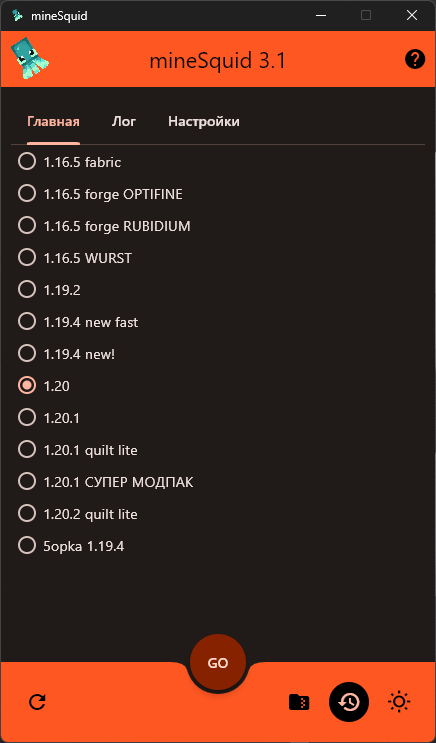 mineSquid
mineSquid 3.1
Главная Лог Настройки
1.16.5 fabric
1.16.5 forge OPTIFINE
1.16.5 forge RUBIDIUM
1.16.5 WURST
1.19.2
1.19.4 new fast
1.19.4 new!
1.20
1.20.1
1.20.1 quilt lite
1.20.1 СУПЕР МОДПАК
1.20.2 quilt lite
5opka 1.19.4
GO